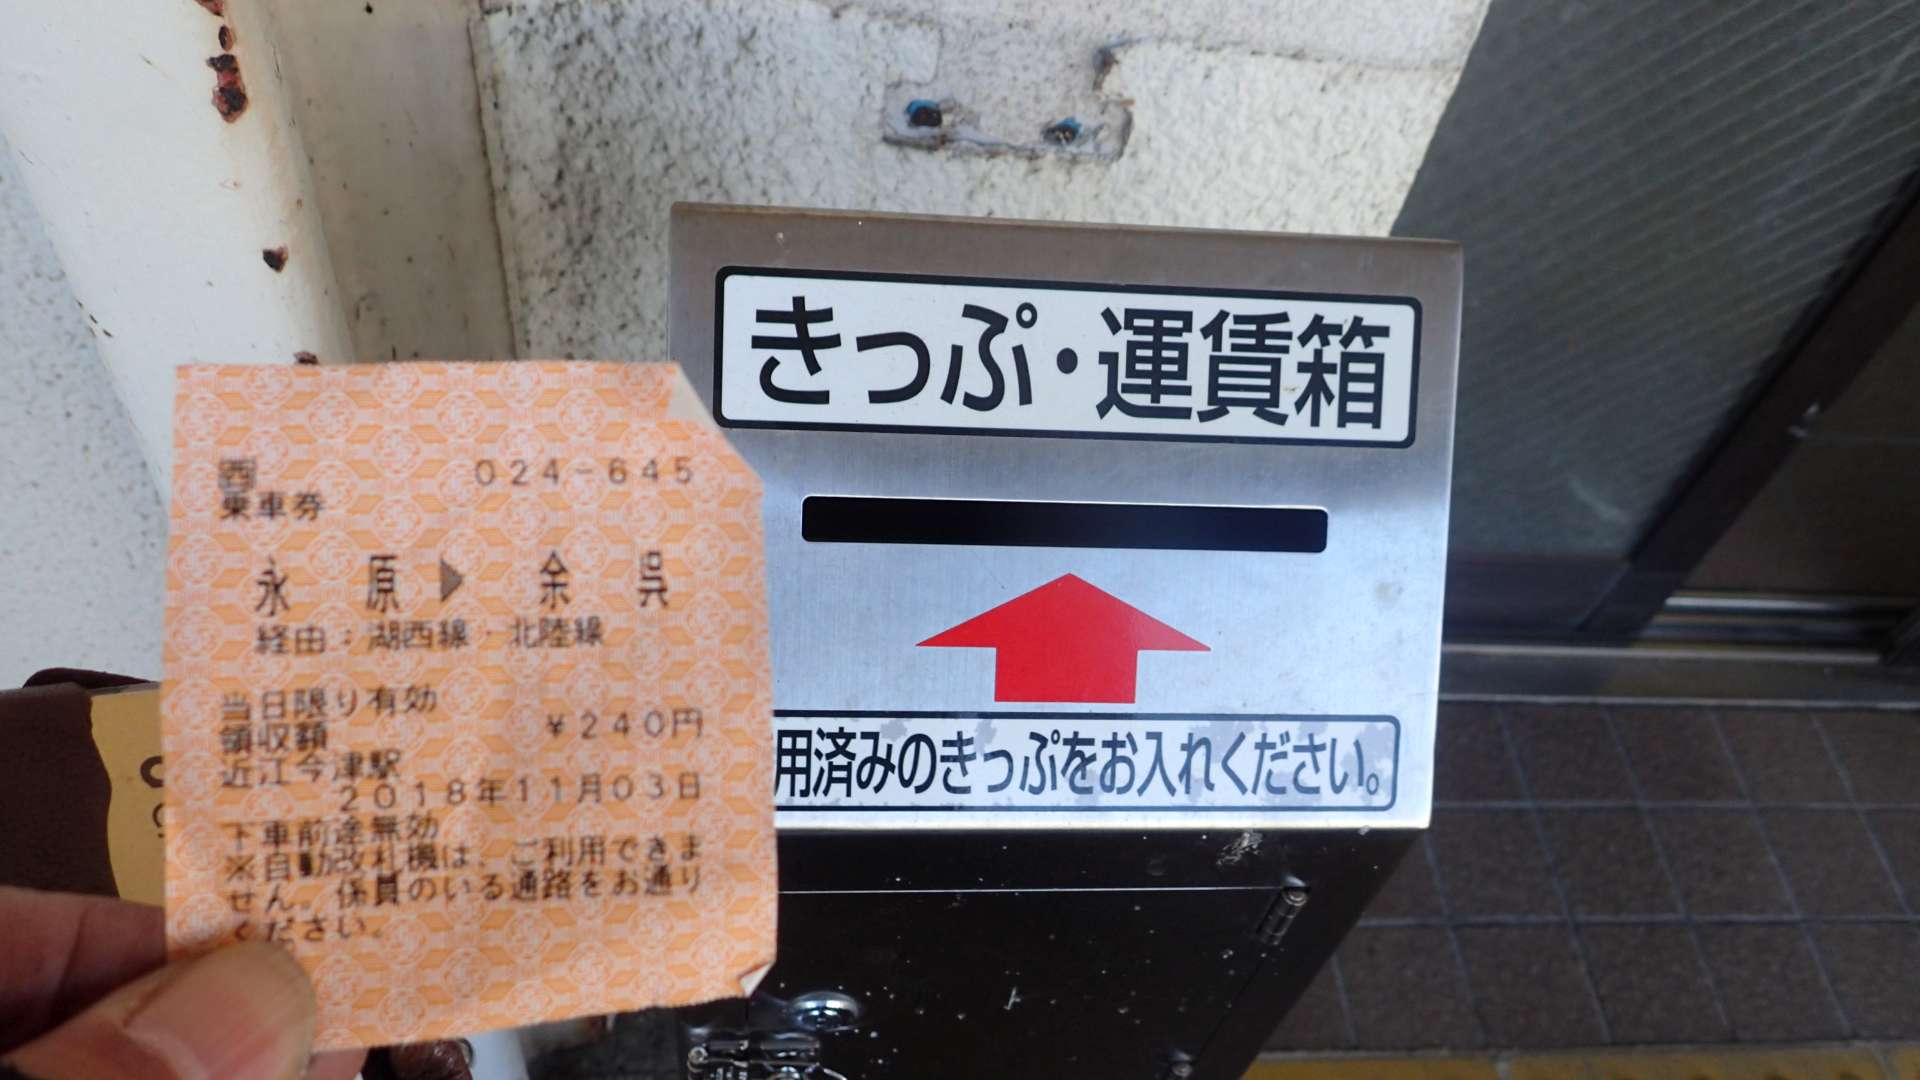 西
024-645
乗車券
永原▶余呉
経由:湖西線・北陸線
当日限り有効
領収額 ¥240円
近江今津駅
2018年11月03日
下車前途無効
※自動改札機は、ご利用できま
せん。係員のいる通路をお通り
ください。
きっぷ・運賃箱
用済みのきっぷをお入れください。